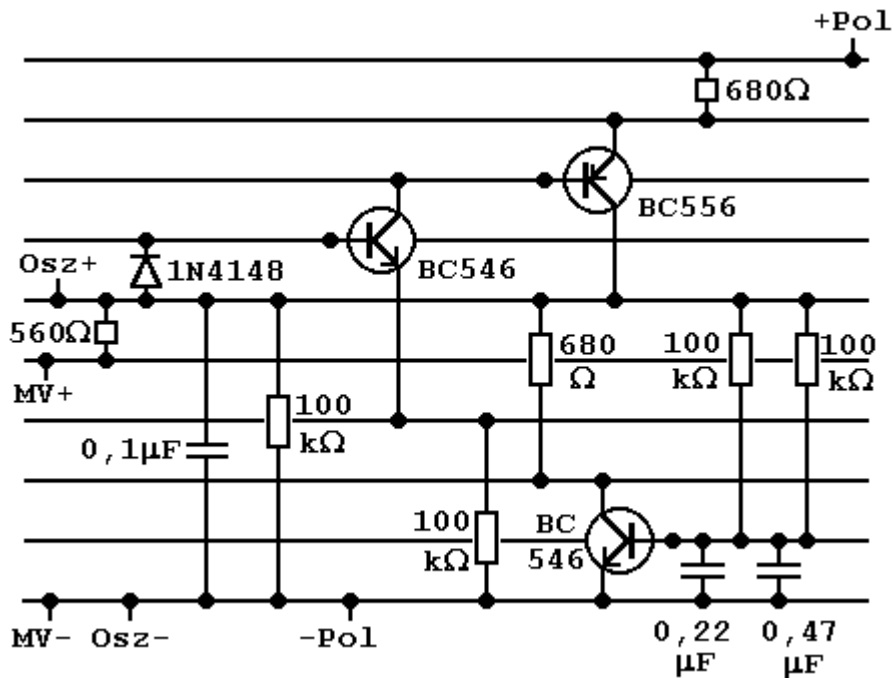 +Pol
680Ω
BC556
BC546
Osz+
1N4148
560Ω
MV+
680
Ω
100
kΩ
100
kΩ
100
kΩ
0,1µF
100
kΩ
BC
546
MV-
Osz-
-Pol
0,22
µF
0,47
µF